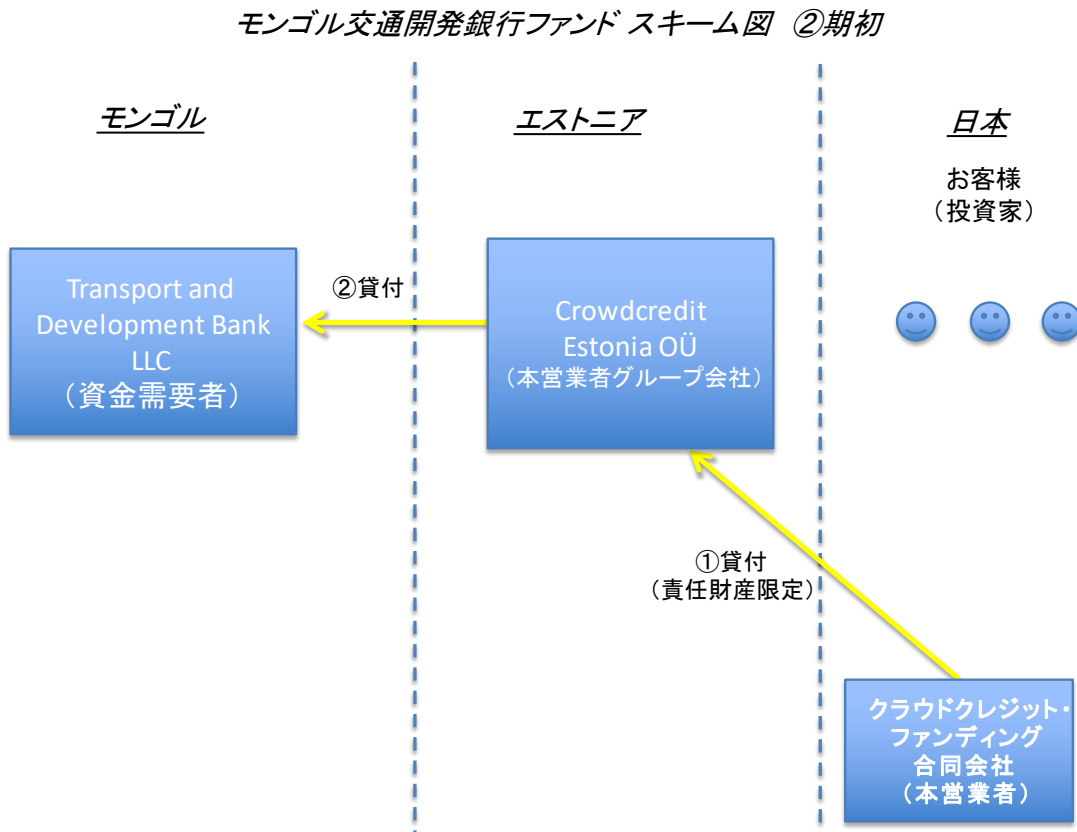 モンゴル交通開発銀行ファンド スキーム図 ②期初
モンゴル
エストニア
日本
お客様
（投資家）
Transport and
Development Bank
LLC
（資金需要者）
②貸付
Crowdcredit
Estonia OÜ
（本営業者グループ会社）
①貸付
（責任財産限定）
クラウドクレジット・
ファンディング
合同会社
（本営業者）